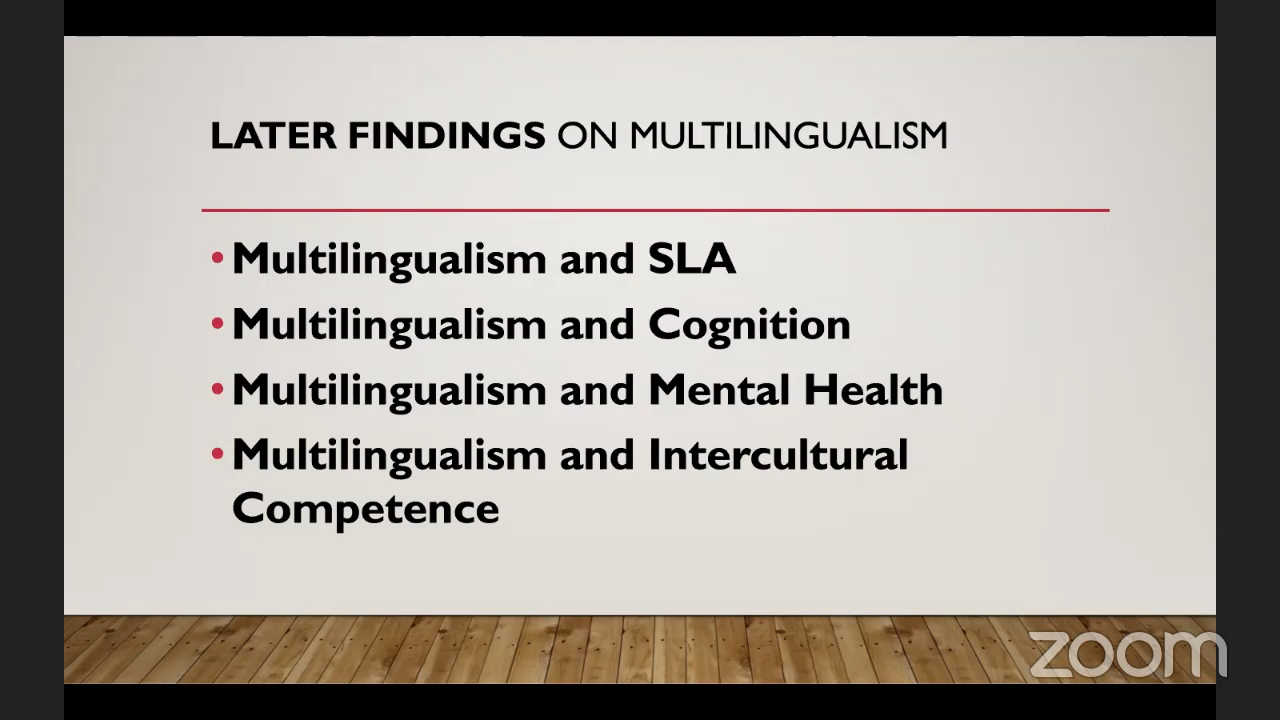 LATER FINDINGS ON MULTILINGUALISM
• Multilingualism and SLA
• Multilingualism and Cognition
• Multilingualism and Mental Health
• Multilingualism and Intercultural
Competence
zoom